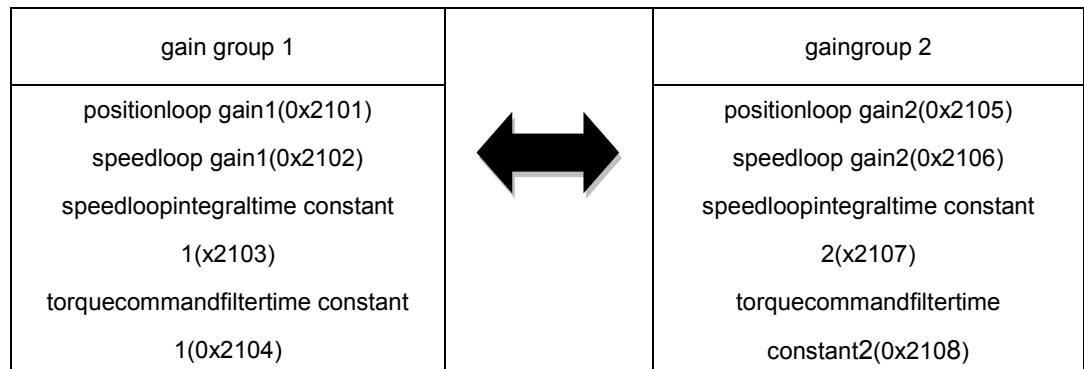 gain group 1
positionloop gain1(0x2101)
speedloop gain1(0x2102)
speedloopintegraltime constant
1(x2103)
torquecommandfiltertime constant
1(0x2104)
gaingroup 2
positionloop gain2(0x2105)
speedloop gain2(0x2106)
speedloopintegraltime constant
2(x2107)
torquecommandfiltertime
constant2(0x2108)